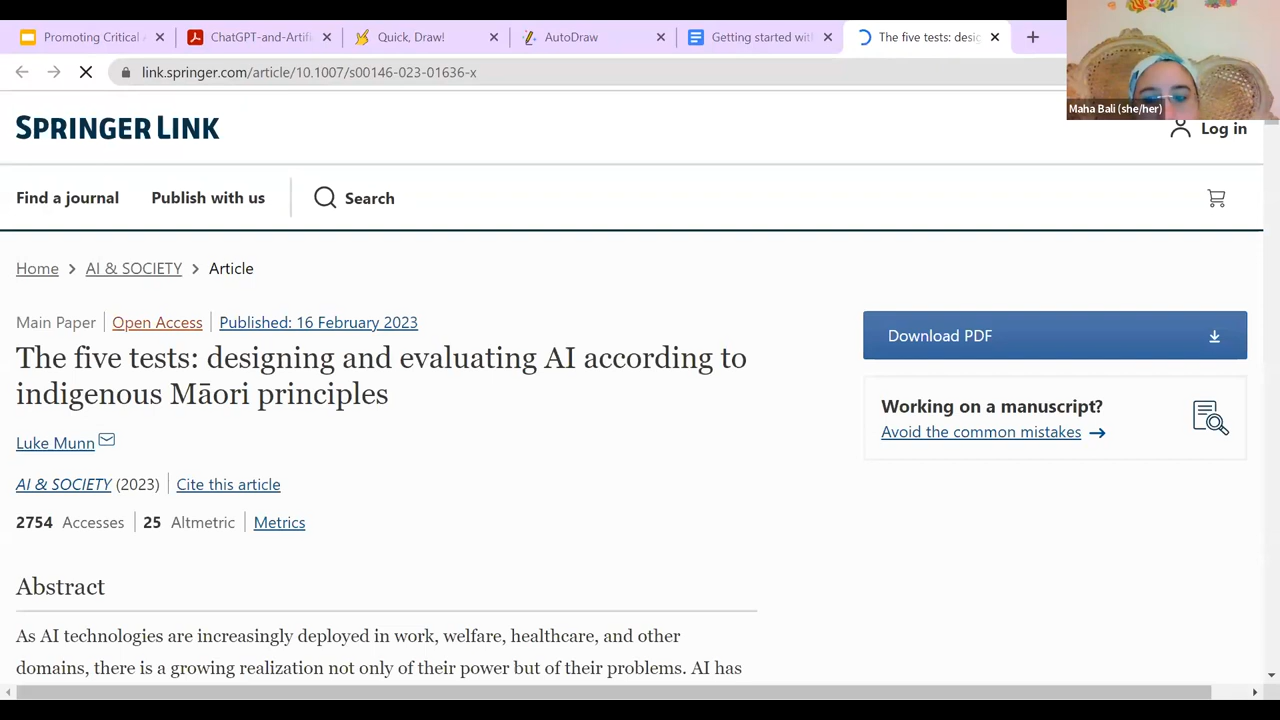 Promoting Critical
ChatGPT-and-Artifi
Quick, Draw!
AutoDraw
Getting started wit
The five tests: desig
link.springer.com/article/10.1007/s00146-023-01636-x
Maha Bali (she/her)
SPRINGER LINK
Log in
Find a journal
Publish with us
Search
Home > AI & SOCIETY > Article
Main Paper | Open Access | Published: 16 February 2023
The five tests: designing and evaluating AI according to
indigenous Māori principles
Luke Munn
AI & SOCIETY (2023) | Cite this article
2754 Accesses | 25 Altmetric | Metrics
Download PDF
Working on a manuscript?
Avoid the common mistakes →
Abstract
As AI technologies are increasingly deployed in work, welfare, healthcare, and other
domains, there is a growing realization not only of their power but of their problems. AI has